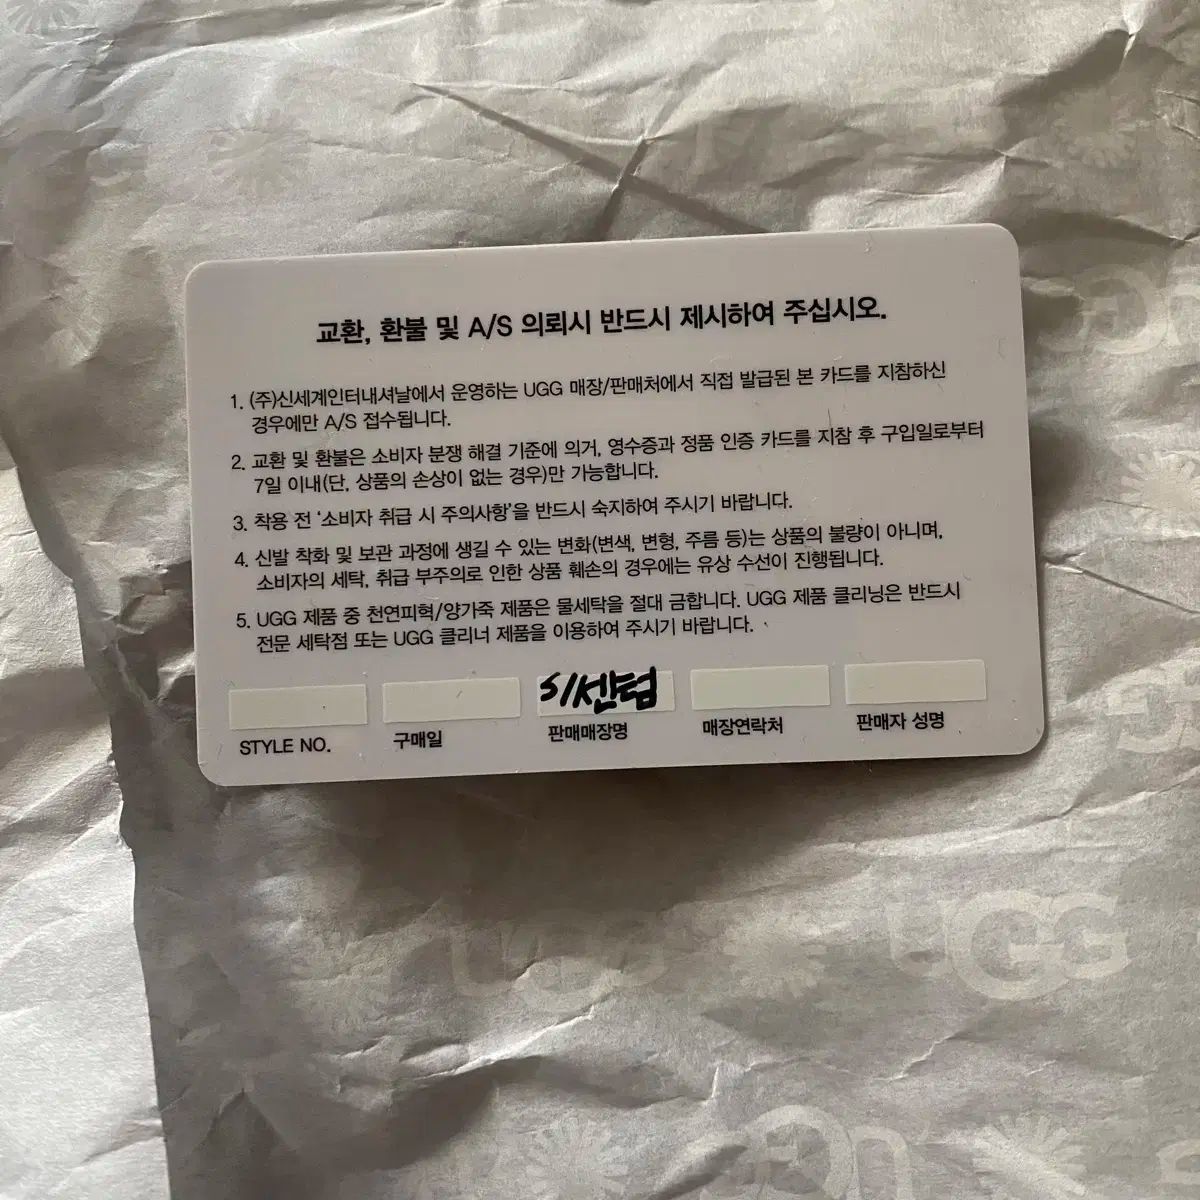 교환, 환불 및 A/S 의뢰시 반드시 제시하여 주십시오.
1. (주)신세계인터내셔날에서 운영하는 UGG 매장/판매처에서 직접 발급된 본 카드를 지참하신
경우에만 A/S 접수됩니다.
2. 교환 및 환불은 소비자 분쟁 해결 기준에 의거, 영수증과 정품 인증 카드를 지참 후 구입일로부터
7일 이내(단, 상품의 손상이 없는 경우)만 가능합니다.
3. 착용 전 '소비자 취급 시 주의사항'을 반드시 숙지하여 주시기 바랍니다.
4. 신발 착화 및 보관 과정에 생길 수 있는 변화(변색, 변형, 주름 등)는 상품의 불량이 아니며,
소비자의 세탁, 취급 부주의로 인한 상품 훼손의 경우에는 유상 수선이 진행됩니다.
5. UGG 제품 중 천연피혁/양가죽 제품은 물세탁을 절대 금합니다. UGG 제품 클리닝은 반드시
전문 세탁점 또는 UGG 클리너 제품을 이용하여 주시기 바랍니다.
S/센텀
STYLE NO. 구매일 판매매장명 매장연락처 판매자 성명
UGG
UGG
UGG